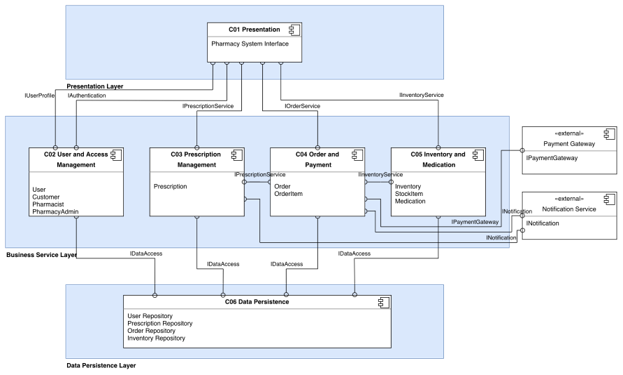 C01 Presentation
Pharmacy System Interface
Presentation Layer
IUserProfile
IAuthentication
IInventoryService
IPrescriptionService
IOrderService
C02 User and Access
Management
User
Customer
Pharmacist
PharmacyAdmin
C03 Prescription
Management
Prescription
IPrescriptionService
C04 Order and
Payment
Order
OrderItem
IInventoryService
C05 Inventory and
Medication
Inventory
StockItem
Medication
«external»
Payment Gateway
IPaymentGateway
«external»
Notification Service
INotification
INotification
IPaymentGateway
INotification
Business Service Layer
IDataAccess
IDataAccess
IDataAccess
IDataAccess
C06 Data Persistence
User Repository
Prescription Repository
Order Repository
Inventory Repository
Data Persistence Layer